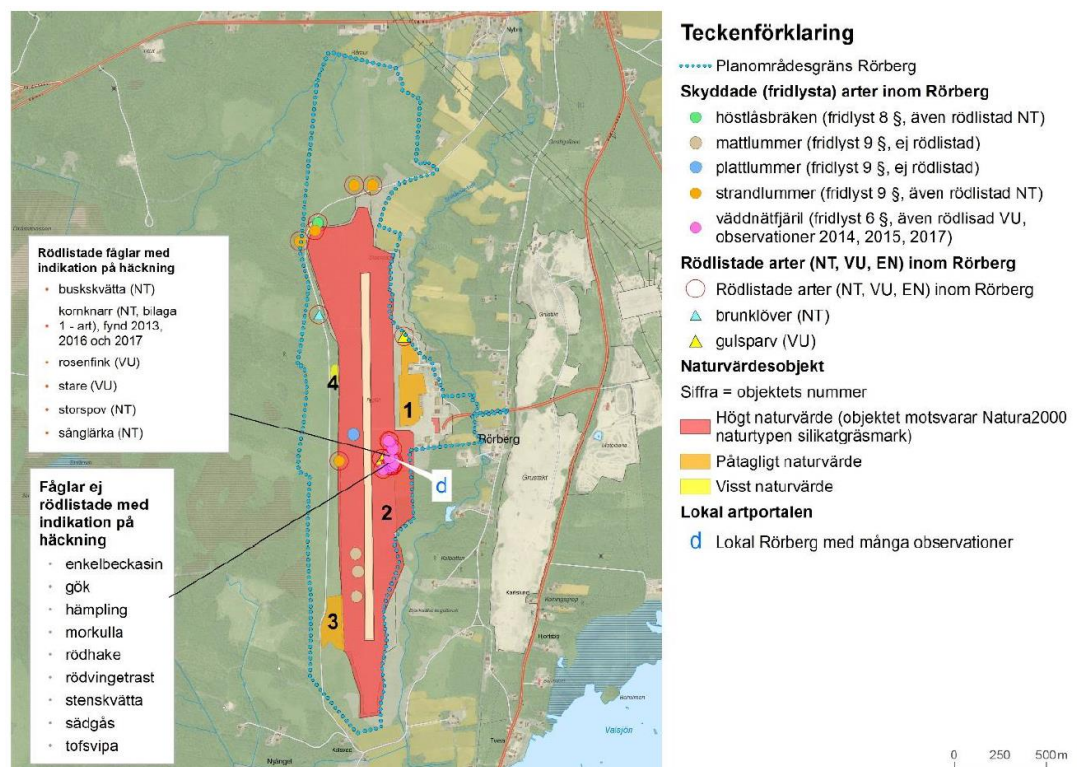 Teckenförklaring
Planområdesgräns Rörberg
Skyddade (fridlysta) arter inom Rörberg
höstlåsbräken (fridlyst 8 §, även rödlistad NT)
mattlummer (fridlyst 9 §, ej rödlistad)
plattlummer (fridlyst 9 §, ej rödlistad)
strandlummer (fridlyst 9 §, även rödlistad NT)
väddnätfjäril (fridlyst 6 §, även rödlisad VU,
observationer 2014, 2015, 2017)
Rödlistade arter (NT, VU, EN) inom Rörberg
Rödlistade arter (NT, VU, EN) inom Rörberg
brunklöver (NT)
gulsparv (VU)
Naturvärdesobjekt
Siffra = objektets nummer
Högt naturvärde (objektet motsvarar Natura2000
naturtypen silikatgräsmark)
Påtagligt naturvärde
Visst naturvärde
Lokal artportalen
d Lokal Rörberg med många observationer
0 250 500 m
Rödlistade fåglar med
indikation på
häckning
buskskvätta (NT)
kornknarr (NT, bilaga
1 - art), fynd 2013,
2016 och 2017
rosenfink (VU)
stare (VU)
storspov (NT)
sånglärka (NT)
Fåglar ej
rödlistade med
indikation på
häckning
enkelbeckasin
gök
hämpling
morkulla
rödhake
rödvingetrast
stenskvätta
sädgås
tofsvipa
4
1
Rörberg
d
2
3
Grustäkt
Valsjön